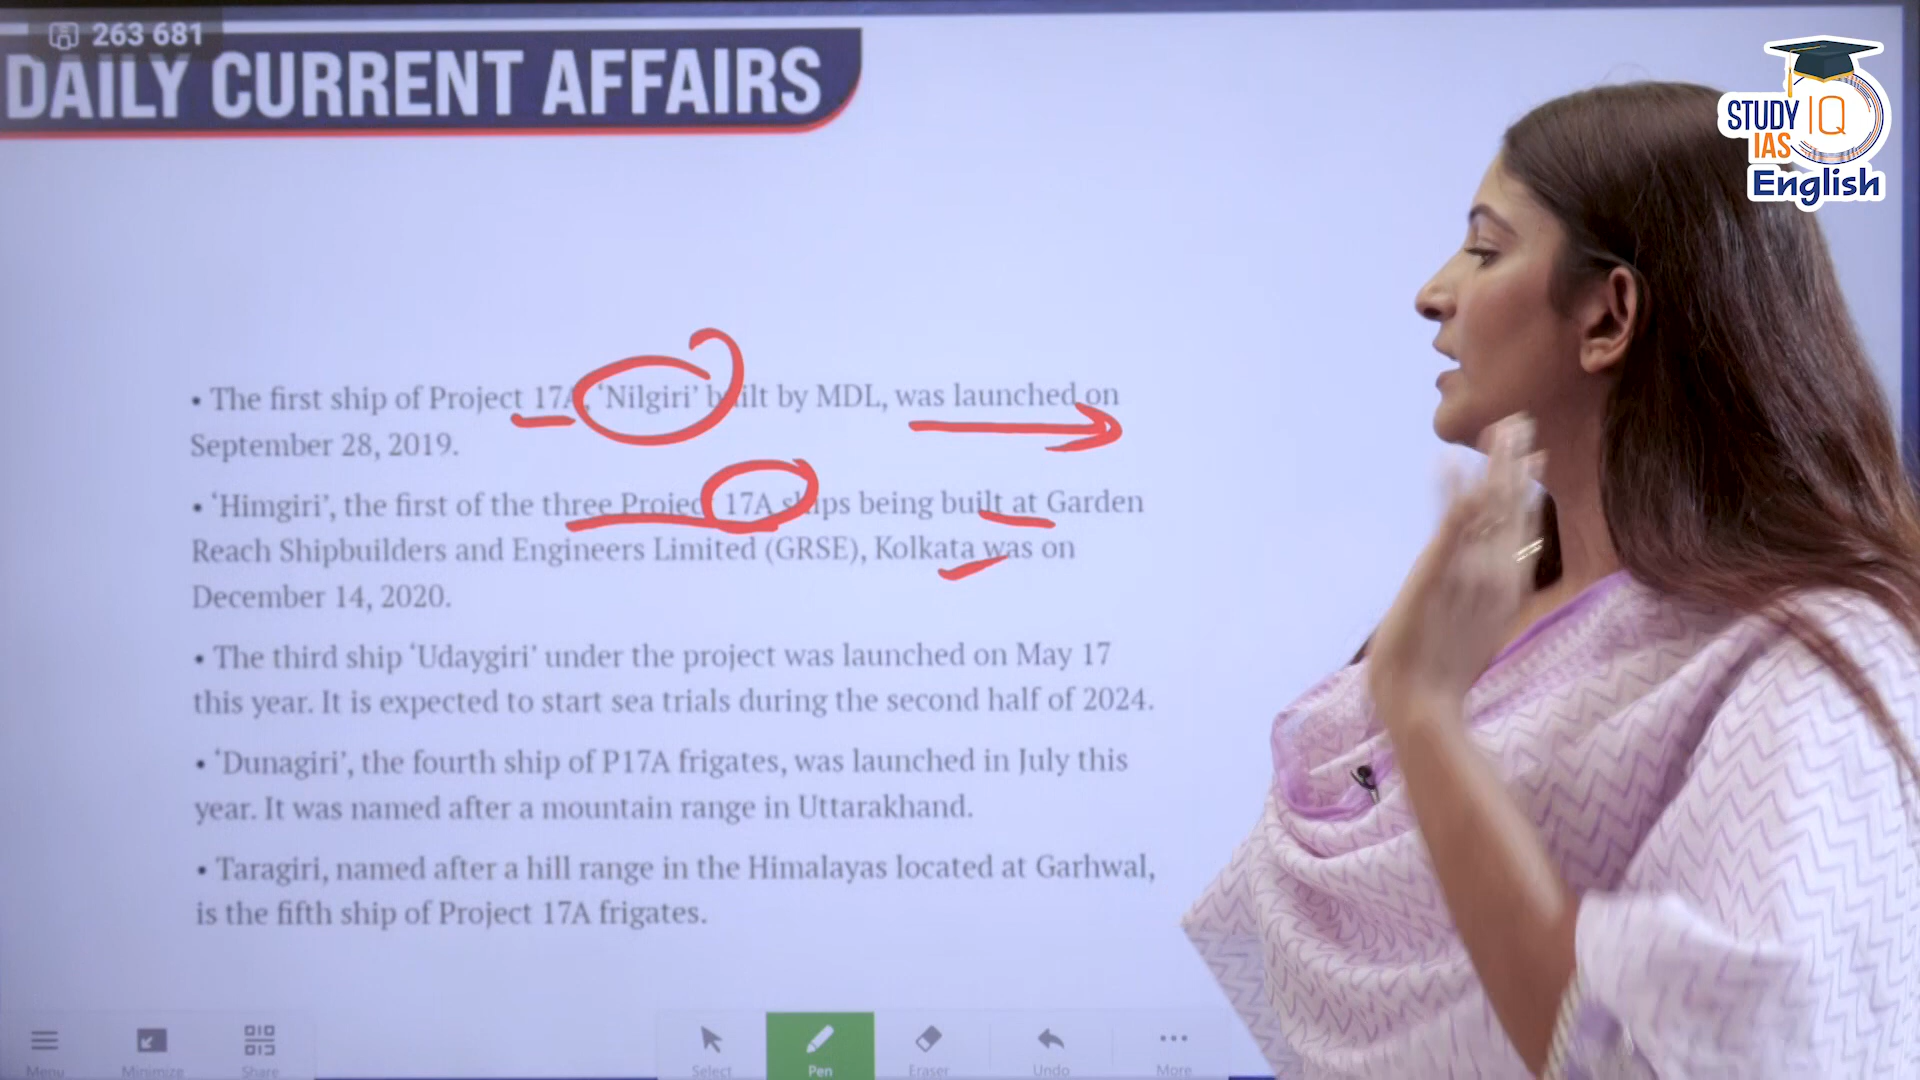 263 681
DAILY CURRENT AFFAIRS
STUDY IQ
IAS
English
• The first ship of Project 17A, ‘Nilgiri’ built by MDL, was launched on
September 28, 2019.
• ‘Himgiri’, the first of the three Project 17A ships being built at Garden
Reach Shipbuilders and Engineers Limited (GRSE), Kolkata was on
December 14, 2020.
• The third ship ‘Udaygiri’ under the project was launched on May 17
this year. It is expected to start sea trials during the second half of 2024.
• ‘Dunagiri’, the fourth ship of P17A frigates, was launched in July this
year. It was named after a mountain range in Uttarakhand.
• Taragiri, named after a hill range in the Himalayas located at Garhwal,
is the fifth ship of Project 17A frigates.
Menu Minimize Share Select Pen Eraser Undo More